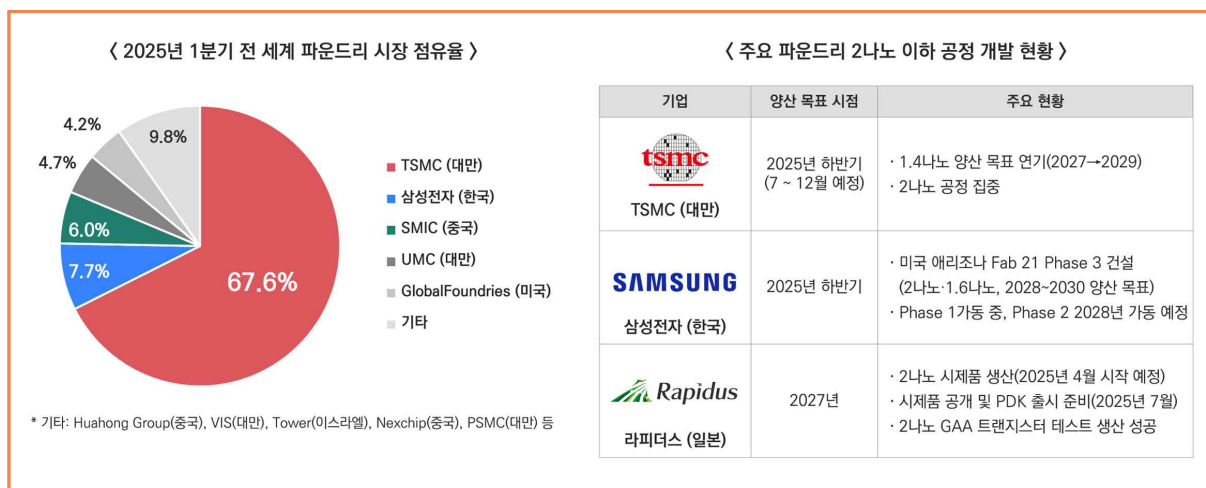 〈 2025년 1분기 전 세계 파운드리 시장 점유율 〉
4.2%
9.8%
4.7%
6.0%
7.7%
67.6%
TSMC (대만)
삼성전자 (한국)
SMIC (중국)
UMC (대만)
GlobalFoundries (미국)
기타
* 기타: Huahong Group(중국), VIS(대만), Tower(이스라엘), Nexchip(중국), PSMC(대만) 등
〈 주요 파운드리 2나노 이하 공정 개발 현황 〉
기업 양산 목표 시점 주요 현황
tsmc
TSMC (대만)
2025년 하반기
(7 ~ 12월 예정)
· 1.4나노 양산 목표 연기(2027→2029)
· 2나노 공정 집중
SAMSUNG
삼성전자 (한국)
2025년 하반기
· 미국 애리조나 Fab 21 Phase 3 건설
(2나노·1.6나노, 2028~2030 양산 목표)
· Phase 1가동 중, Phase 2 2028년 가동 예정
Rapidus
라피더스 (일본)
2027년
· 2나노 시제품 생산(2025년 4월 시작 예정)
· 시제품 공개 및 PDK 출시 준비(2025년 7월)
· 2나노 GAA 트랜지스터 테스트 생산 성공